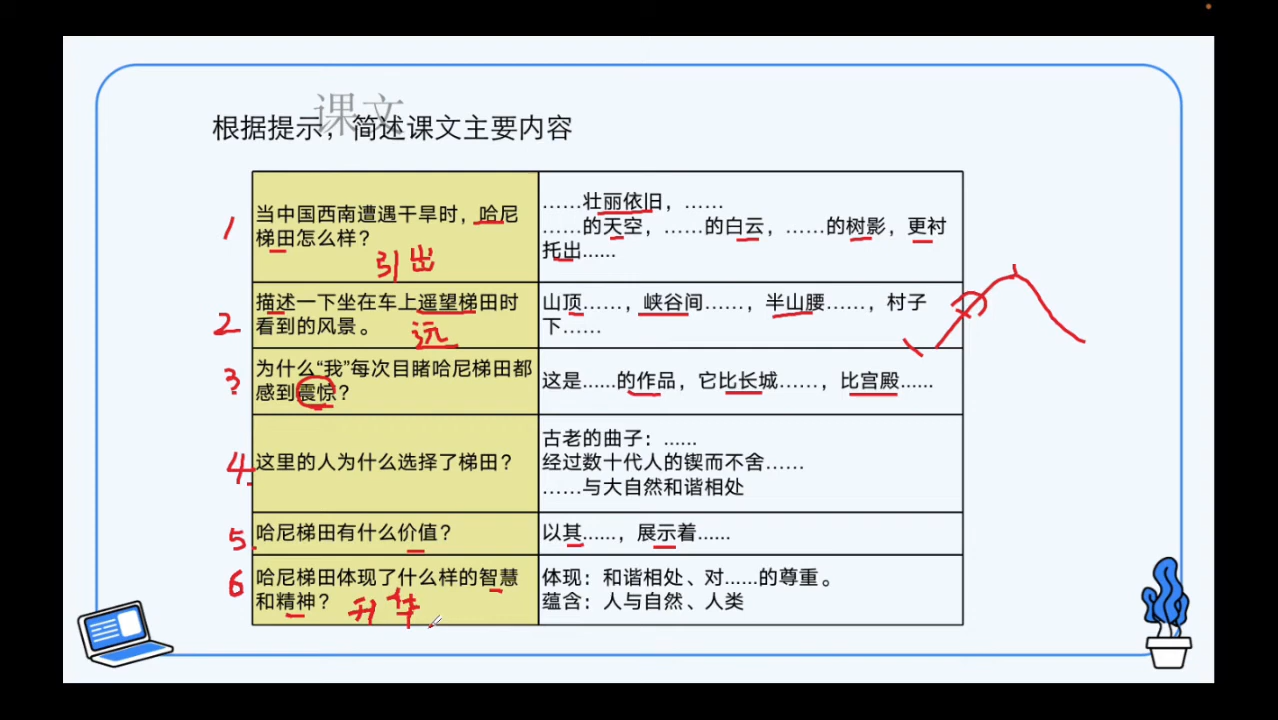 课文
根据提示，简述课文主要内容
1
当中国西南遭遇干旱时，哈尼
梯田怎么样？
引出
……壮丽依旧，……
……的天空，……的白云，……的树影，更衬
托出……
2
描述一下坐在车上遥望梯田时
看到的风景。
远
山顶……，峡谷间……，半山腰……，村子
下……
3
为什么“我”每次目睹哈尼梯田都
感到震惊？
这是……的作品，它比长城……，比宫殿……
4
这里的人为什么选择了梯田？
古老的曲子：……
经过数十代人的锲而不舍……
……与大自然和谐相处
5
哈尼梯田有什么价值？
以其……，展示着……
6
哈尼梯田体现了什么样的智慧
和精神？
升华
体现：和谐相处、对……的尊重。
蕴含：人与自然、人类